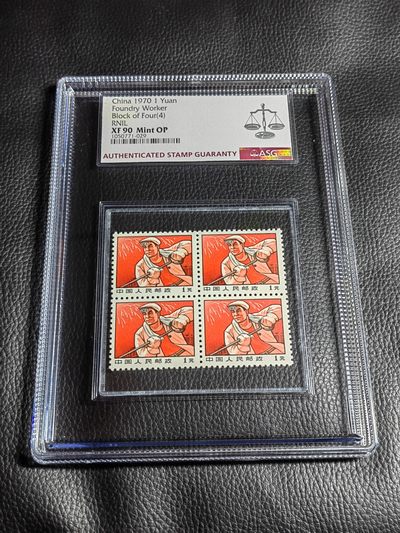 China 1970 1 Yuan
Foundry Worker
Block of Four(4)
RNIL
XF 90 Mint OP
1050771-029
AUTHENTICATED STAMP GUARANTY ASG
1元 1元
中国人民邮政 中国人民邮政
1元 1元
中国人民邮政 中国人民邮政